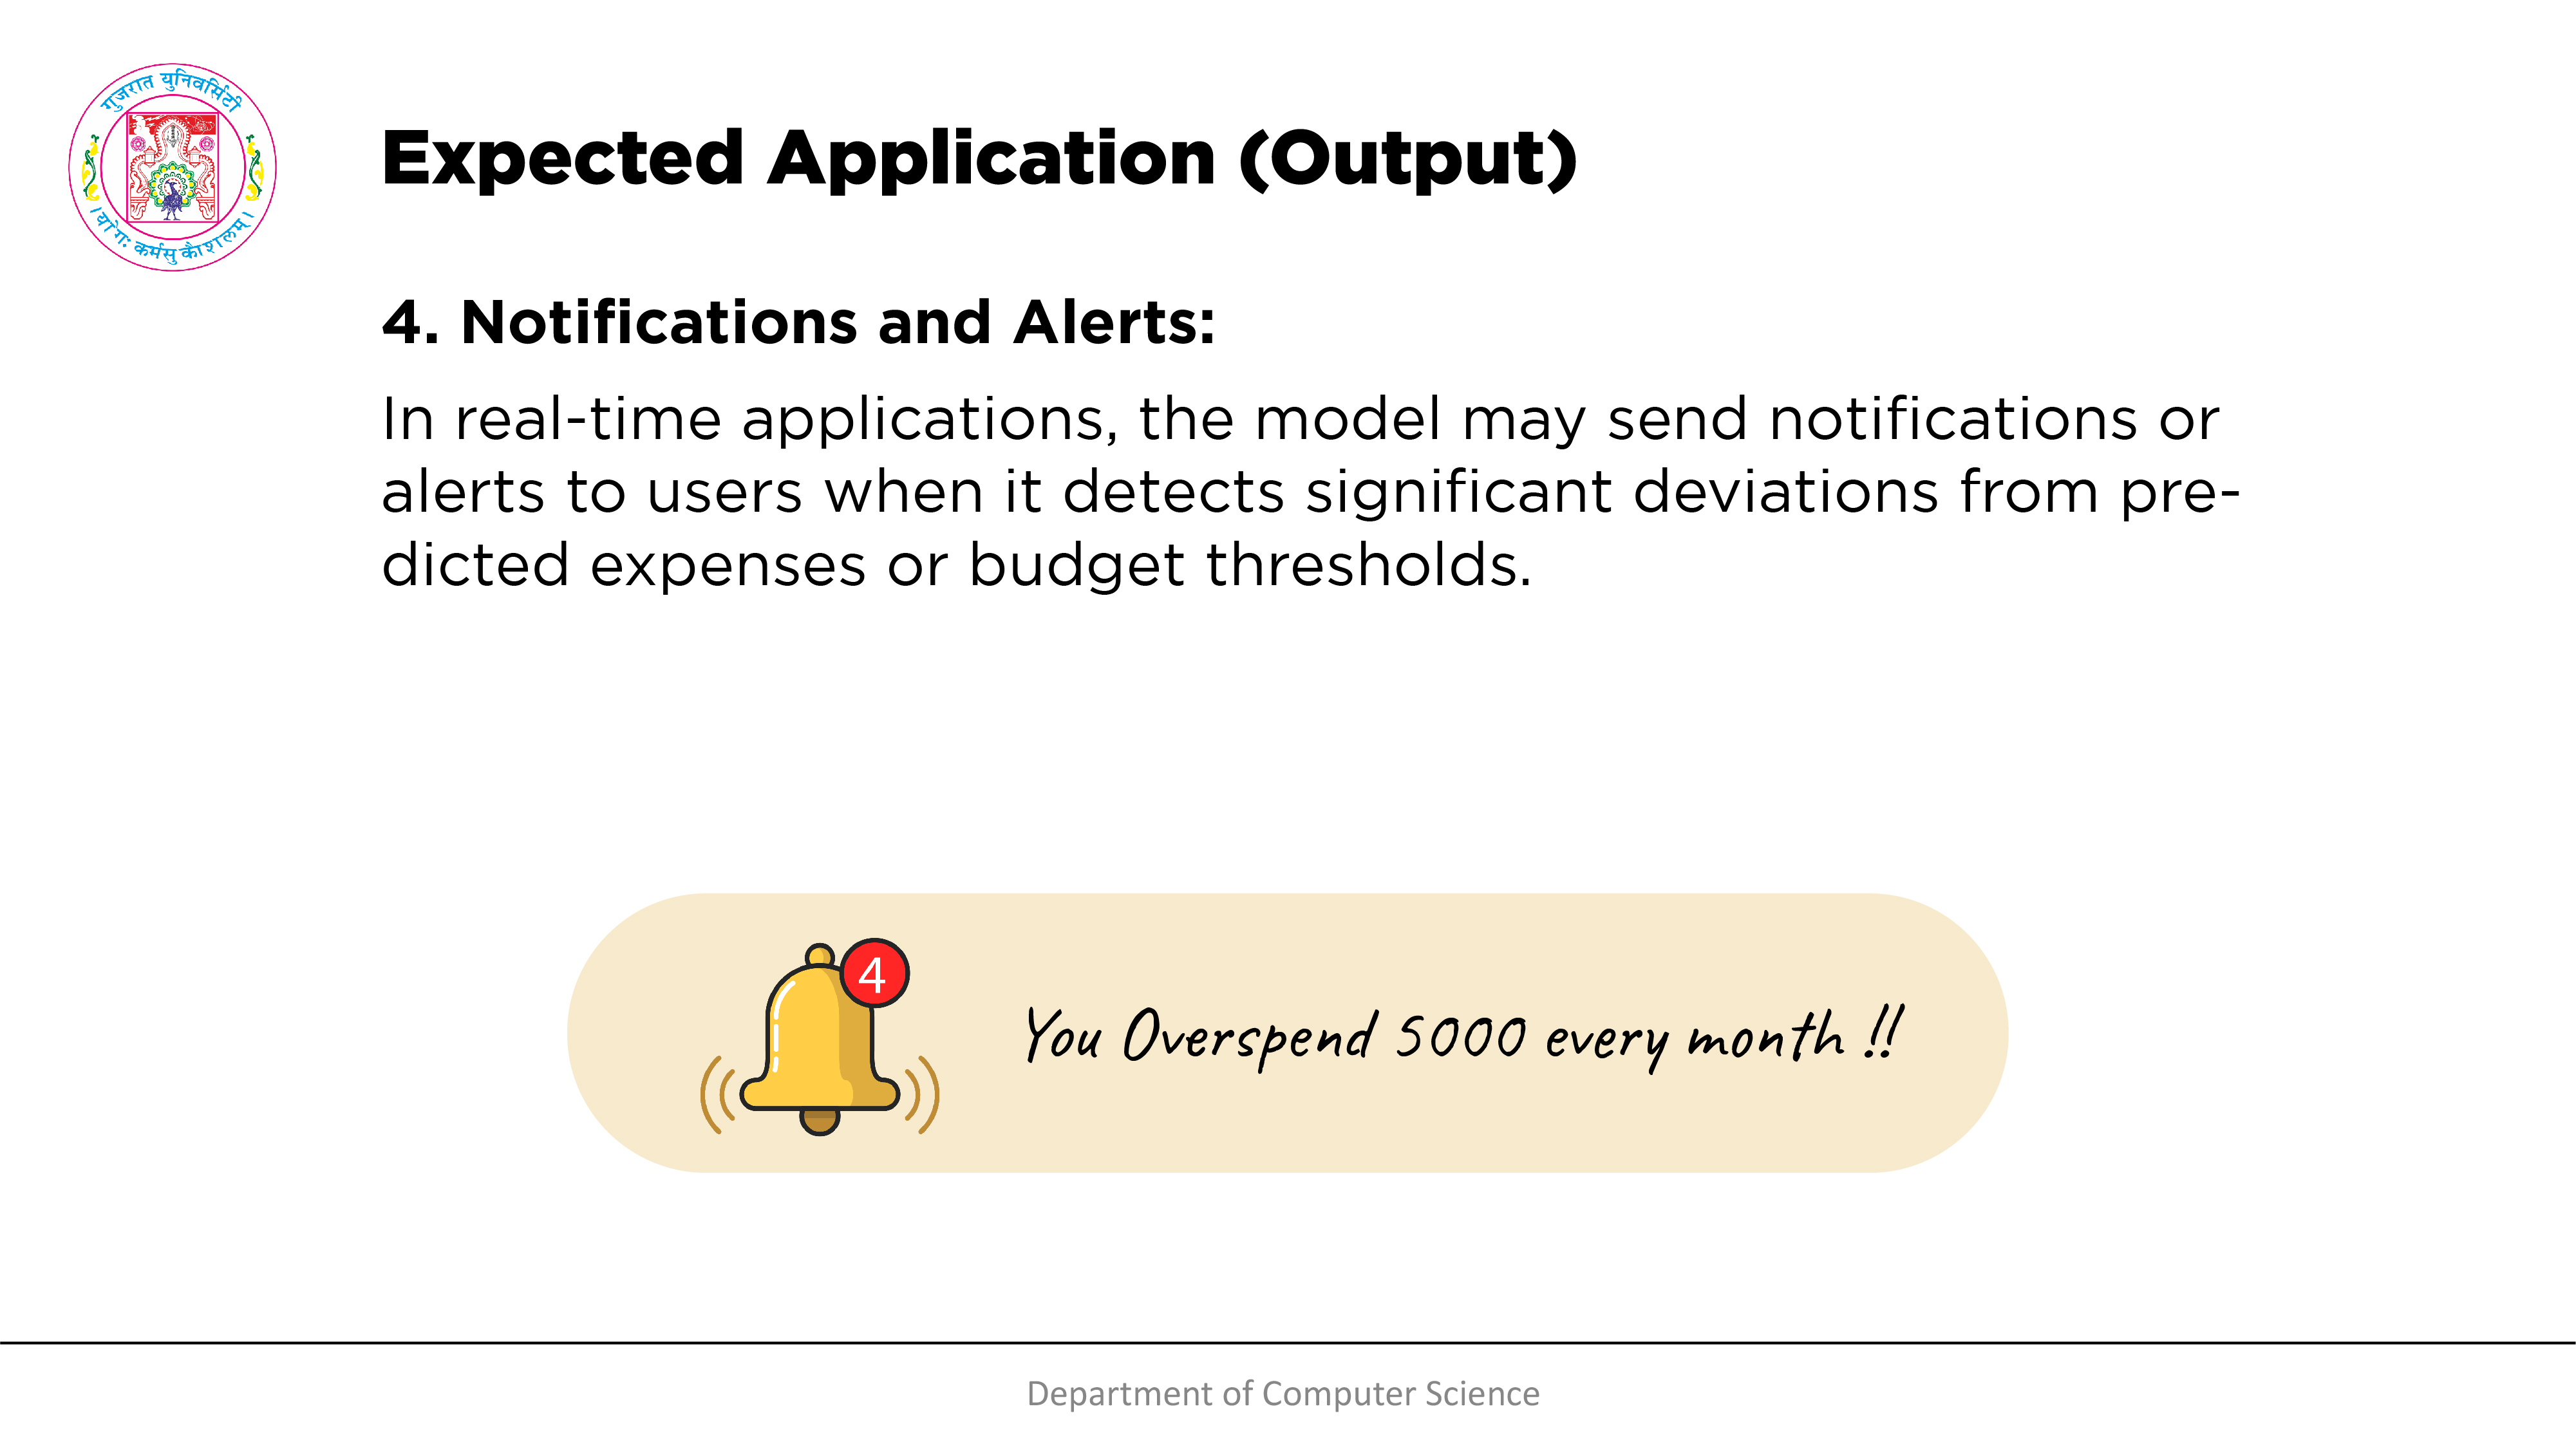 गुजरात युनिवर्सिटी
। योगः कर्मसु कौशलम् ।
Expected Application (Output)
4. Notifications and Alerts:
In real-time applications, the model may send notifications or
alerts to users when it detects significant deviations from pre-
dicted expenses or budget thresholds.
4
You Overspend 5000 every month !!
Department of Computer Science